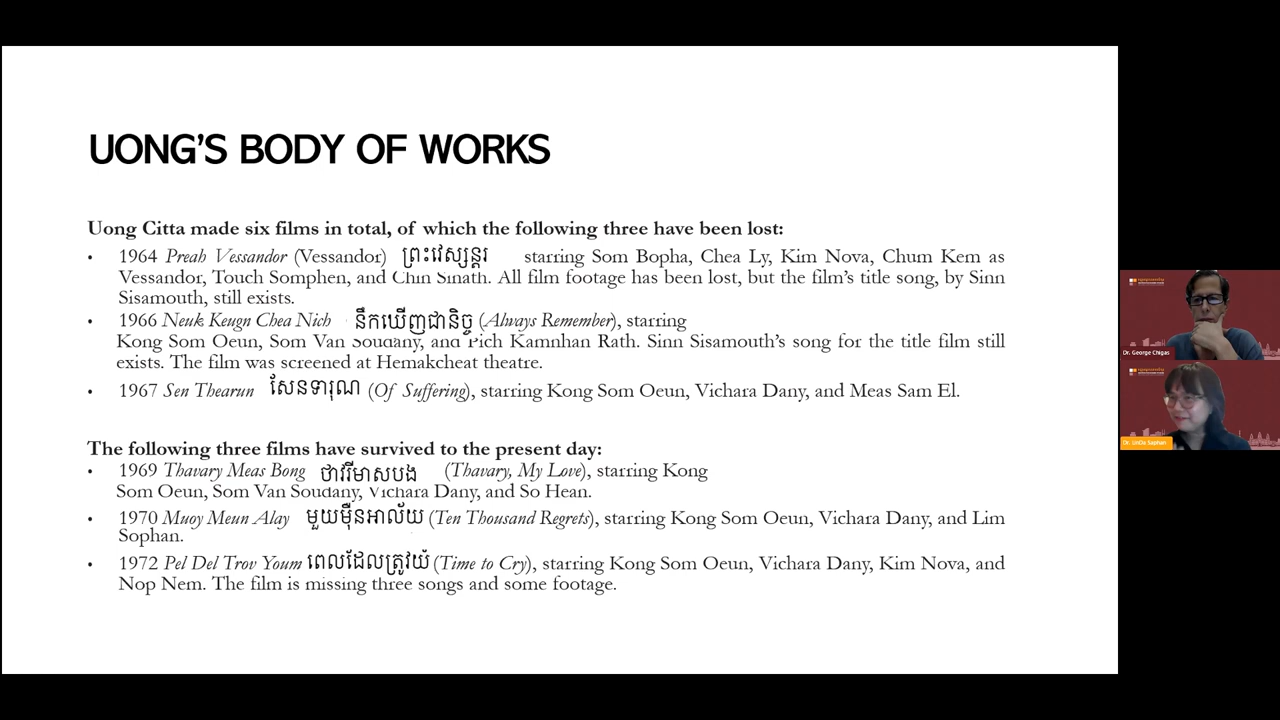 UONG'S BODY OF WORKS
Uong Citta made six films in total, of which the following three have been lost:
• 1964 Preah Vessandor (Vessandor) ព្រះវេស្សន្តរ starring Som Bopha, Chea Ly, Kim Nova, Chum Kem as
Vessandor, Touch Somphen, and Chin Sinath. All film footage has been lost, but the film's title song, by Sinn
Sisamouth, still exists.
• 1966 Neuk Keugn Chea Nich នឹកឃើញជានិច្ច (Always Remember), starring
Kong Som Oeun, Som Van Soudany, and Pich Kamnhan Rath. Sinn Sisamouth's song for the title film still
exists. The film was screened at Hemakcheat theatre.
• 1967 Sen Thearun សែនទារុណ (Of Suffering), starring Kong Som Oeun, Vichara Dany, and Meas Sam El.
The following three films have survived to the present day:
• 1969 Thavary Meas Bong ថាវរីមាសបង (Thavary, My Love), starring Kong
Som Oeun, Som Van Soudany, Vichara Dany, and So Hean.
• 1970 Muoy Meun Alay មួយម៉ឺនអាល័យ (Ten Thousand Regrets), starring Kong Som Oeun, Vichara Dany, and Lim
Sophan.
• 1972 Pel Del Trov Youm ពេលដែលត្រូវយំ (Time to Cry), starring Kong Som Oeun, Vichara Dany, Kim Nova, and
Nop Nem. The film is missing three songs and some footage.
Dr. George Chigas
Dr. LinDa Saphan